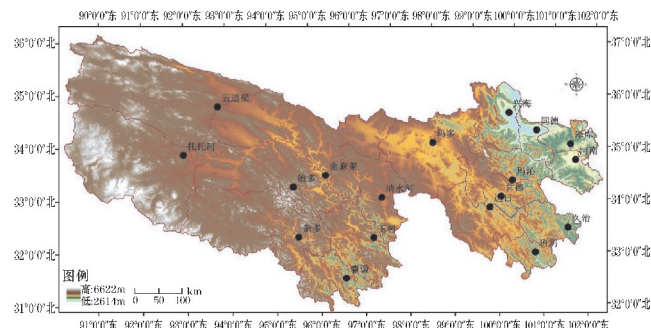 90°0′0″东 91°0′0″东 92°0′0″东 93°0′0″东 94°0′0″东 95°0′0″东 96°0′0″东 97°0′0″东 98°0′0″东 99°0′0″东 100°0′0″东 101°0′0″东 102°0′0″东
36°0′0″北
37°0′0″北
35°0′0″北
36°0′0″北
34°0′0″北
35°0′0″北
33°0′0″北
34°0′0″北
32°0′0″北
33°0′0″北
31°0′0″北
32°0′0″北
五道梁
兴海
同德
泽库
河南
玛多
沱沱河
曲麻莱
治多
清水河
玛沁
甘德
达日
久治
杂多
玉树
班玛
囊谦
图例
高:6622m
低:2614m
0 50 100 km
91°0′0″东 92°0′0″东 93°0′0″东 94°0′0″东 95°0′0″东 96°0′0″东 97°0′0″东 98°0′0″东 99°0′0″东 100°0′0″东 101°0′0″东 102°0′0″东